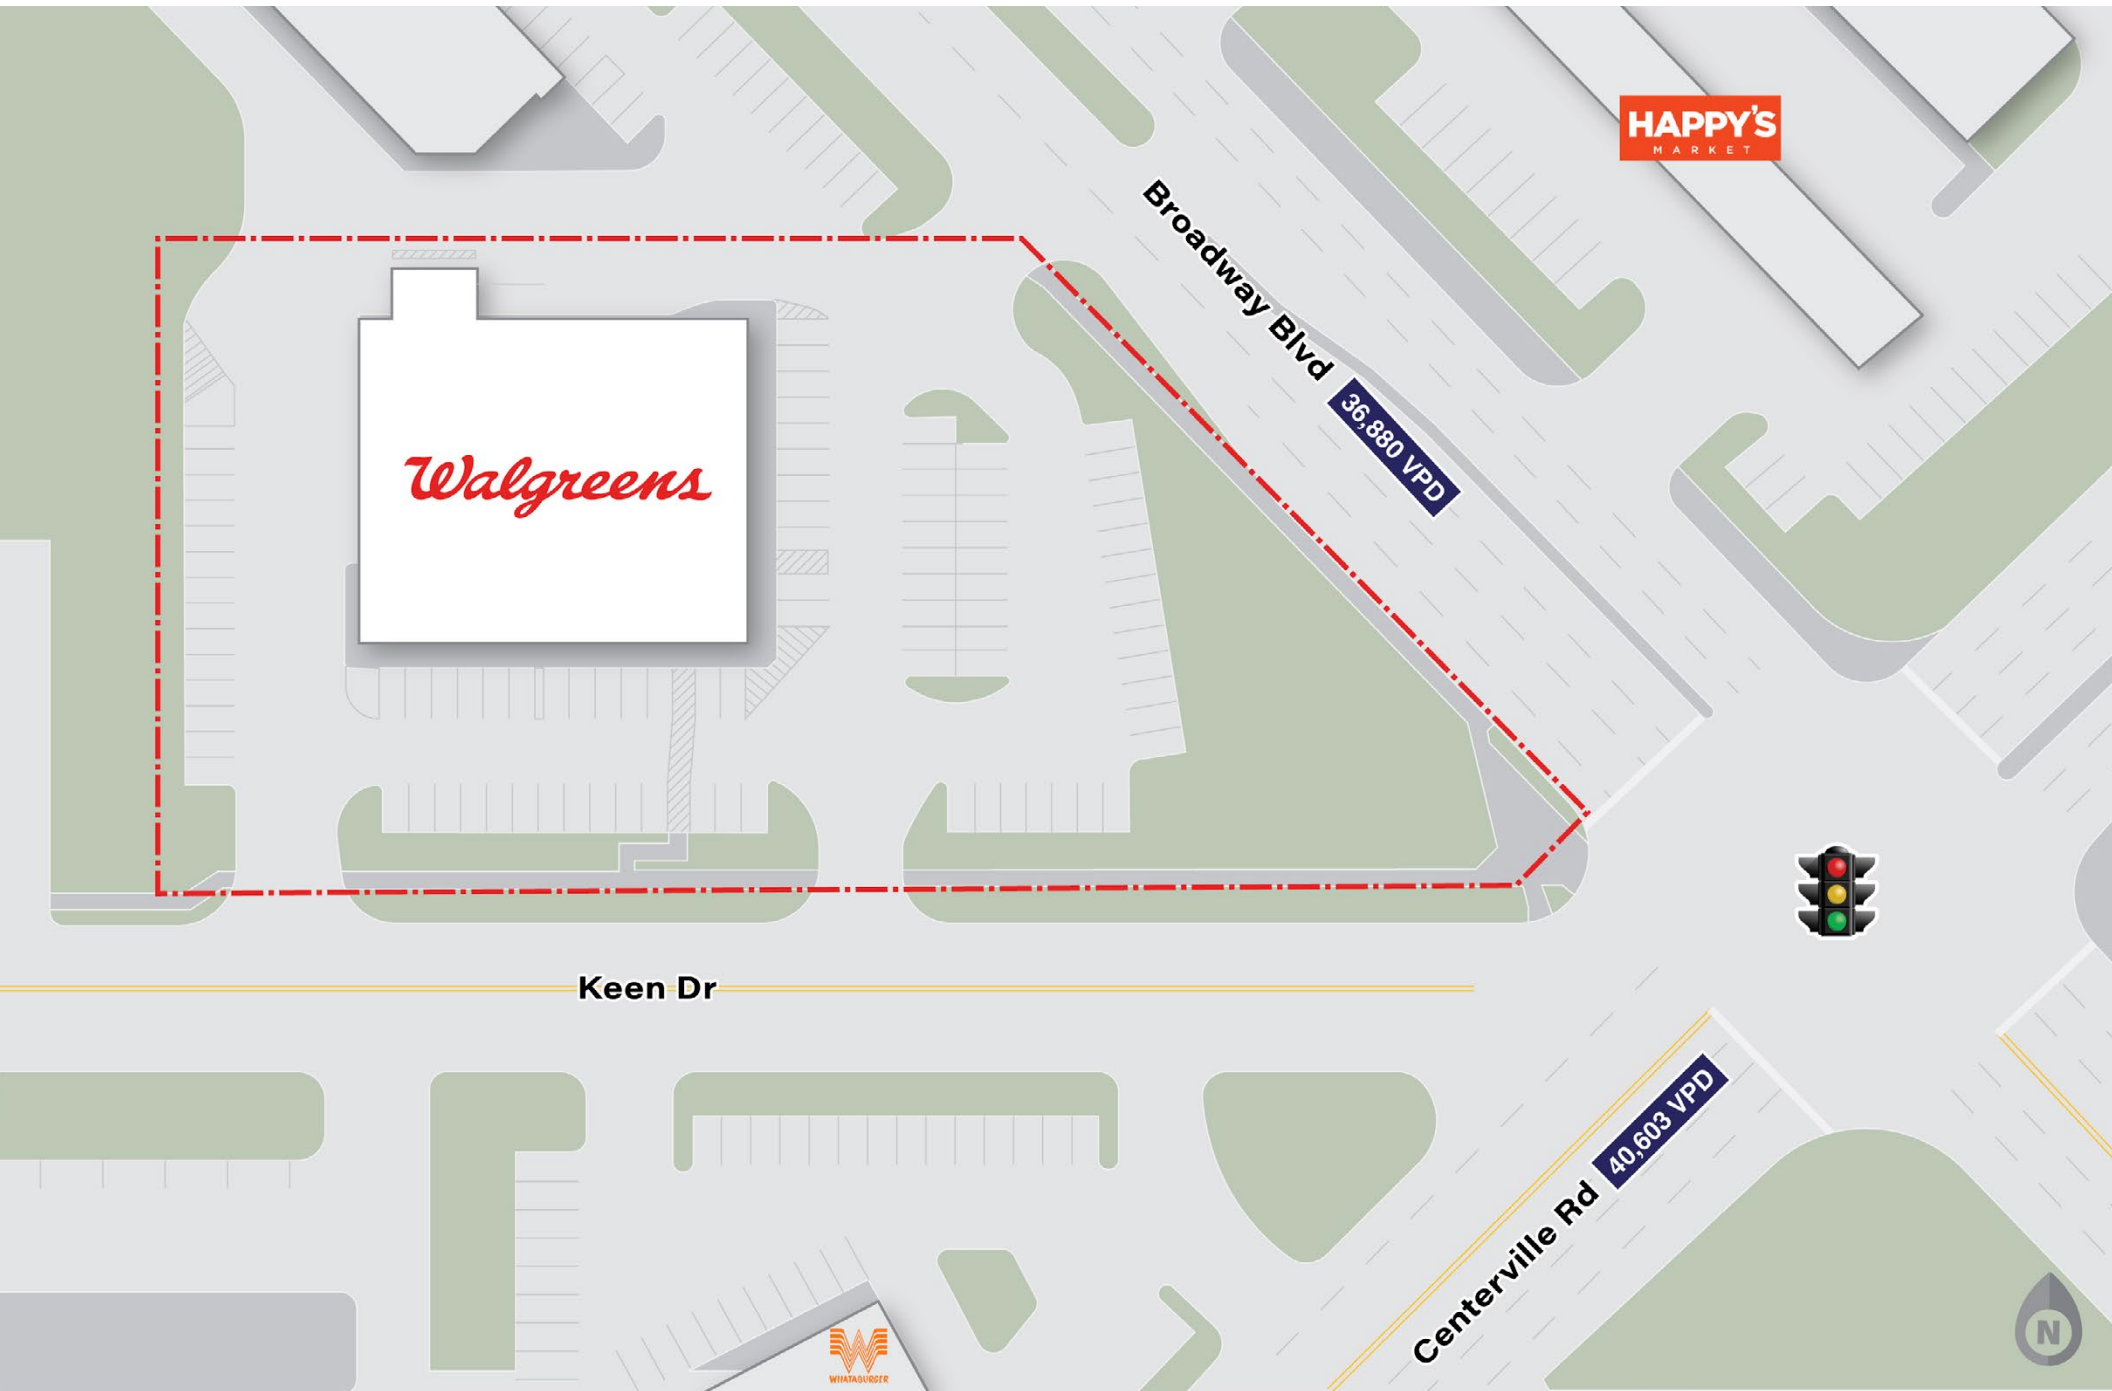 HAPPY'S
MARKET
Broadway Blvd
36,880 VPD
Walgreens
Keen Dr
40,603 VPD
Centerville Rd
N
WHATABURGER